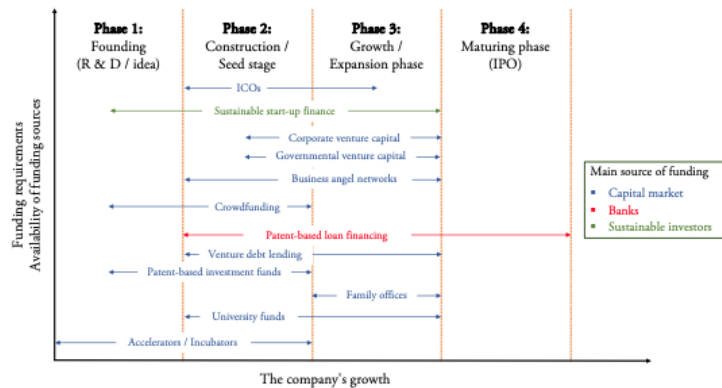 Phase 1:
Founding
(R & D / idea)
Phase 2:
Construction /
Seed stage
Phase 3:
Growth /
Expansion phase
Phase 4:
Maturing phase
(IPO)
ICOs
Sustainable start-up finance
Corporate venture capital
Governmental venture capital
Business angel networks
Crowdfunding
Patent-based loan financing
Venture debt lending
Patent-based investment funds
Family offices
University funds
Accelerators / Incubators
Funding requirements
Availability of funding sources
The company's growth
Main source of funding
Capital market
Banks
Sustainable investors